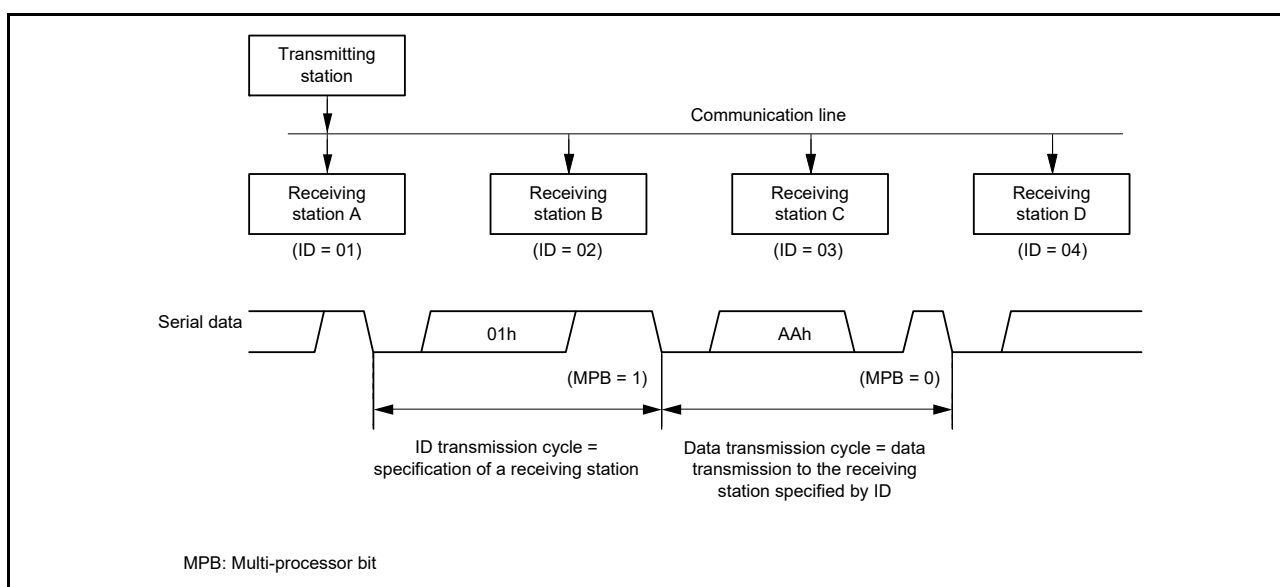 Transmitting
station
Communication line
Receiving
station A
Receiving
station B
Receiving
station C
Receiving
station D
(ID = 01)
(ID = 02)
(ID = 03)
(ID = 04)
Serial data
01h
AAh
(MPB = 1)
(MPB = 0)
ID transmission cycle =
specification of a receiving station
Data transmission cycle = data
transmission to the receiving
station specified by ID
MPB: Multi-processor bit